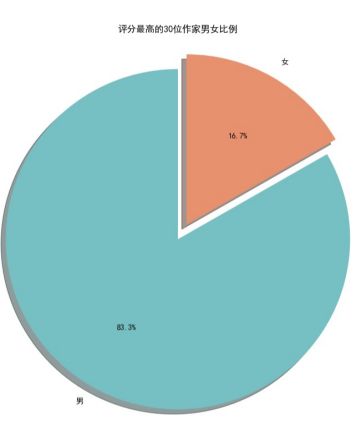 评分最高的30位作家男女比例
女
16.7%
83.3%
男